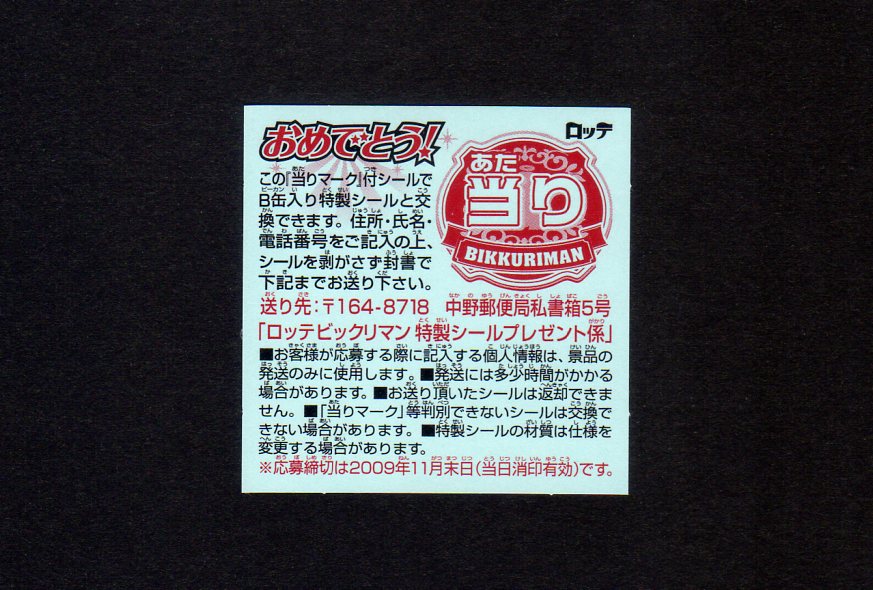 おめでとう!
ロッテ
あた
当り
BIKKURIMAN
この「当りマーク」付シールで
B缶入り特製シールと交
換できます。住所・氏名・
電話番号をご記入の上、
シールを剥がさず封書で
下記までお送り下さい。
送り先:〒164-8718 中野郵便局私書箱5号
「ロッテビックリマン 特製シールプレゼント係」
■お客様が応募する際に記入する個人情報は、景品の
発送のみに使用します。■発送には多少時間がかかる
場合があります。■お送り頂いたシールは返却できま
せん。■「当りマーク」等判別できないシールは交換で
きない場合があります。■特製シールの材質は仕様を
変更する場合があります。
※応募締切は2009年11月末日(当日消印有効)です。